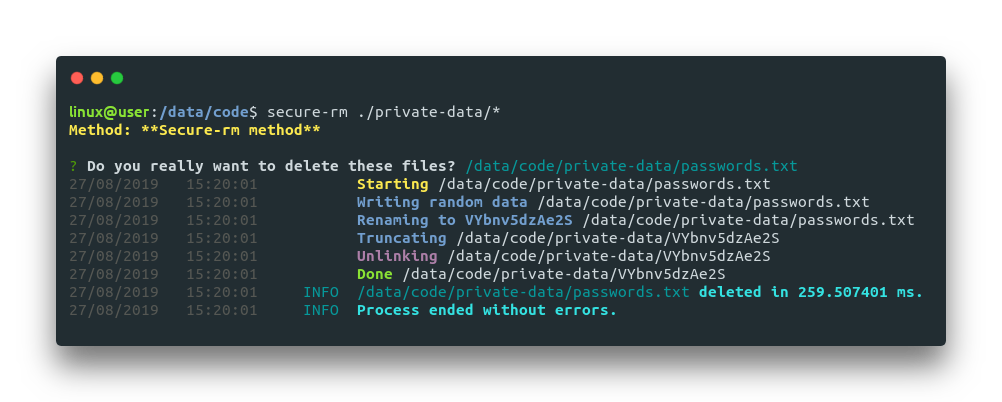 linux@user:/data/code$ secure-rm ./private-data/*
Method: **Secure-rm method**
? Do you really want to delete these files? /data/code/private-data/passwords.txt
27/08/2019 15:20:01 Starting /data/code/private-data/passwords.txt
27/08/2019 15:20:01 Writing random data /data/code/private-data/passwords.txt
27/08/2019 15:20:01 Renaming to VYbnv5dzAe2S /data/code/private-data/passwords.txt
27/08/2019 15:20:01 Truncating /data/code/private-data/VYbnv5dzAe2S
27/08/2019 15:20:01 Unlinking /data/code/private-data/VYbnv5dzAe2S
27/08/2019 15:20:01 Done /data/code/private-data/VYbnv5dzAe2S
27/08/2019 15:20:01 INFO /data/code/private-data/passwords.txt deleted in 259.507401 ms.
27/08/2019 15:20:01 INFO Process ended without errors.